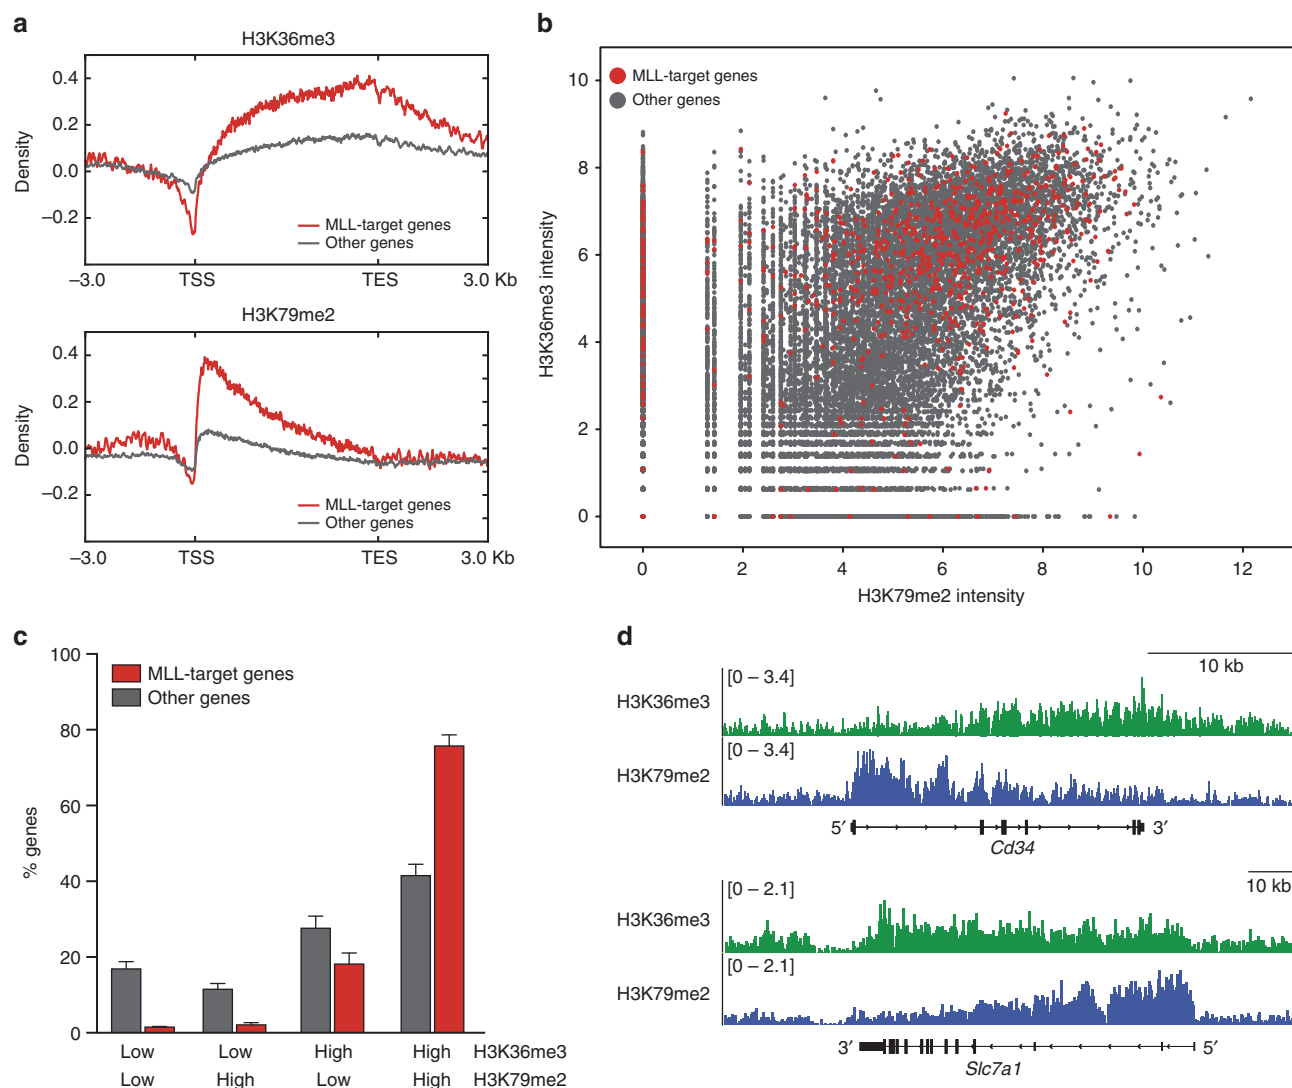 a
H3K36me3
Density
0.4
0.2
0.0
–0.2
MLL-target genes
Other genes
–3.0 TSS TES 3.0 Kb
H3K79me2
Density
0.4
0.2
0.0
–0.2
MLL-target genes
Other genes
–3.0 TSS TES 3.0 Kb
b
H3K36me3 intensity
10
8
6
4
2
0
MLL-target genes
Other genes
0 2 4 6 8 10 12
H3K79me2 intensity
c
% genes
100
80
60
40
20
0
MLL-target genes
Other genes
Low Low High High H3K36me3
Low High Low High H3K79me2
d
10 kb
H3K36me3 [0 – 3.4]
H3K79me2 [0 – 3.4]
5′ 3′
Cd34
10 kb
H3K36me3 [0 – 2.1]
H3K79me2 [0 – 2.1]
3′ 5′
Slc7a1